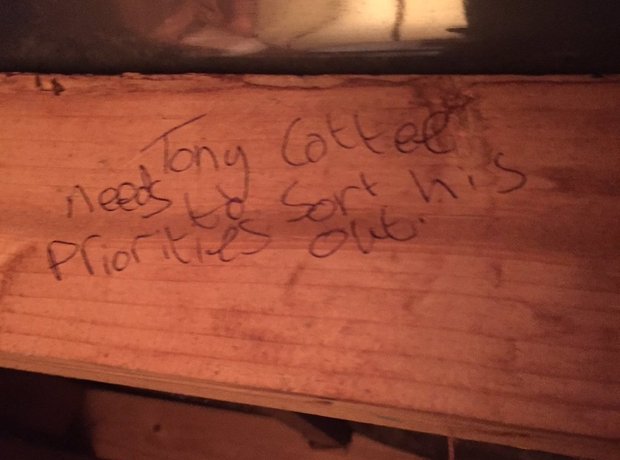 Tony Cottee
needs to sort his
Priorities out.